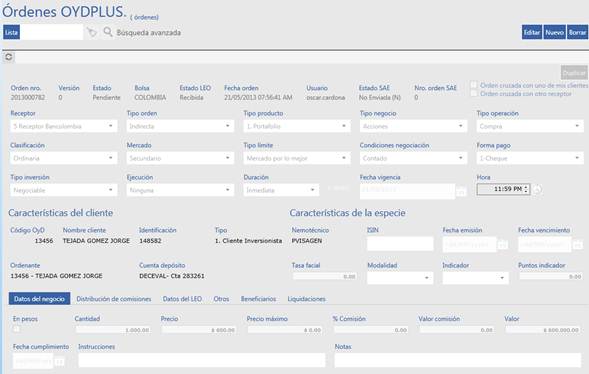 Órdenes OYDPLUS. ( órdenes)
Lista Búsqueda avanzada Editar Nuevo Borrar
Duplicar
Orden nro. Versión Estado Bolsa Estado LEO Fecha orden Usuario Estado SAE Nro. orden SAE Orden cruzada con uno de mis clientes
2013000782 0 Pendiente COLOMBIA Recibida 21/05/2013 07:56:41 AM oscar.cardona No Enviada (N) 0 Orden cruzada con otro receptor
Receptor Tipo orden Tipo producto Tipo negocio Tipo operación
5 Receptor Bancolombia Indirecta 1. Portafolio Acciones Compra
Clasificación Mercado Tipo límite Condiciones negociación Forma pago
Ordinaria Secundario Mercado por lo mejor Contado 1-Cheque
Tipo inversión Ejecución Duración Fecha vigencia Hora
Negociable Ninguna Inmediata 11:59 PM
Características del cliente Características de la especie
Código OyD Nombre cliente Identificación Tipo Nemotécnico ISIN Fecha emisión Fecha vencimiento
13456 TEJADA GOMEZ JORGE 148582 1. Cliente Inversionista PVISAGEN
Ordenante Cuenta depósito Tasa facial Modalidad Indicador Puntos indicador
13456 - TEJADA GOMEZ JORGE DECEVAL- Cta 283261 0.00 0.00
Datos del negocio Distribución de comisiones Datos del LEO Otros Beneficiarios Liquidaciones
En pesos Cantidad Precio Precio máximo % Comisión Valor comisión Valor
1,000.00 $ 600.00 $ 0.00 0.00 0.00 $ 600,000.00
Fecha cumplimiento Instrucciones Notas